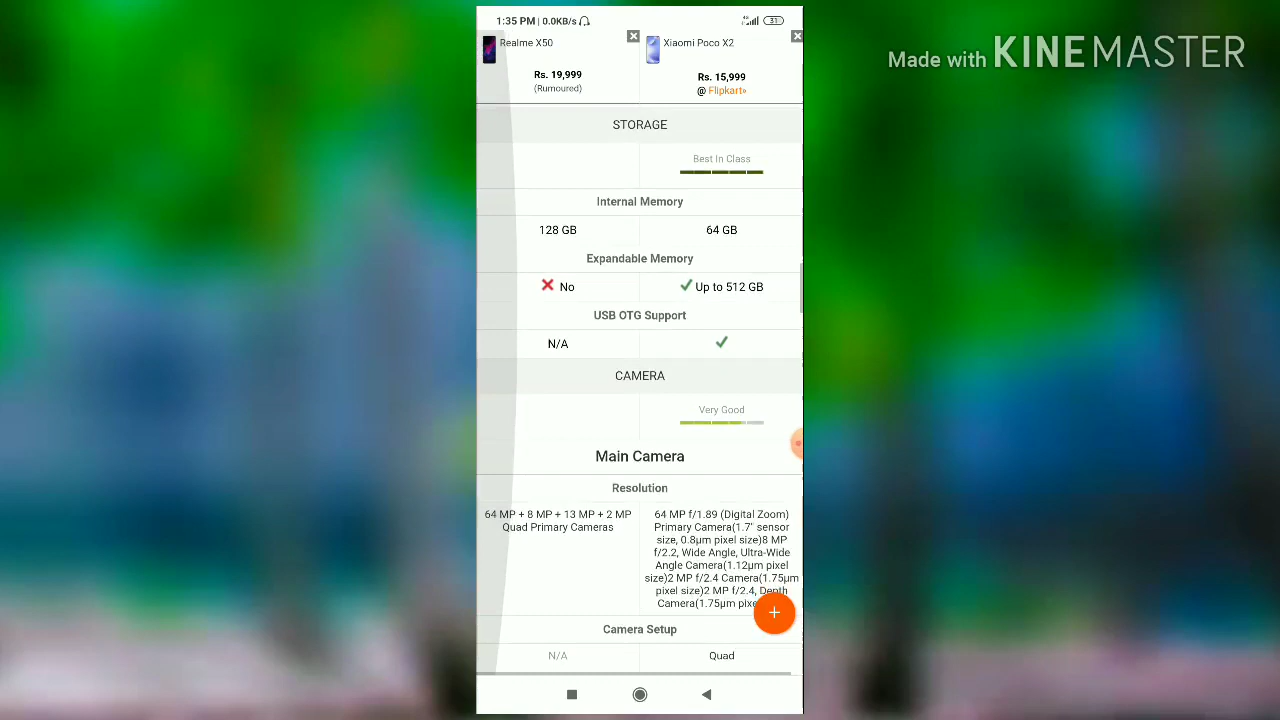 1:35 PM | 0.0KB/s
4G
31
Made with KINEMASTER
Realme X50
Xiaomi Poco X2
Rs. 19,999
(Rumoured)
Rs. 15,999
@ Flipkart»
STORAGE
Best In Class
Internal Memory
128 GB
64 GB
Expandable Memory
No
Up to 512 GB
USB OTG Support
N/A
CAMERA
Very Good
Main Camera
Resolution
64 MP + 8 MP + 13 MP + 2 MP
Quad Primary Cameras
64 MP f/1.89 (Digital Zoom)
Primary Camera(1.7" sensor
size, 0.8µm pixel size)8 MP
f/2.2, Wide Angle, Ultra-Wide
Angle Camera(1.12µm pixel
size)2 MP f/2.4 Camera(1.75µm
pixel size)2 MP f/2.4, Depth
Camera(1.75µm
+
Camera Setup
N/A
Quad